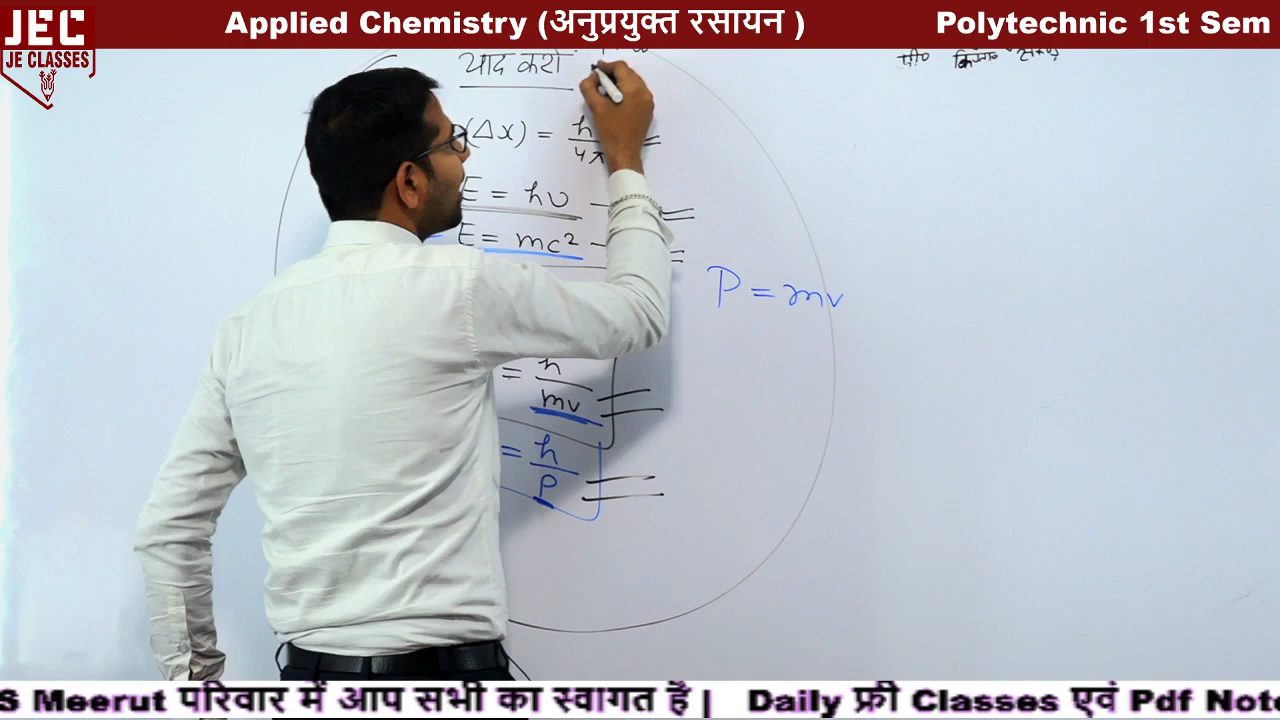 JEC
JE CLASSES
Applied Chemistry (अनुप्रयुक्त रसायन )
Polytechnic 1st Sem
याद करो
(Δx) = h/4π
E = hυ
E = mc²
P = mv
= h/mv
= h/P
S Meerut परिवार में आप सभी का स्वागत है | Daily फ्री Classes एवं Pdf Note